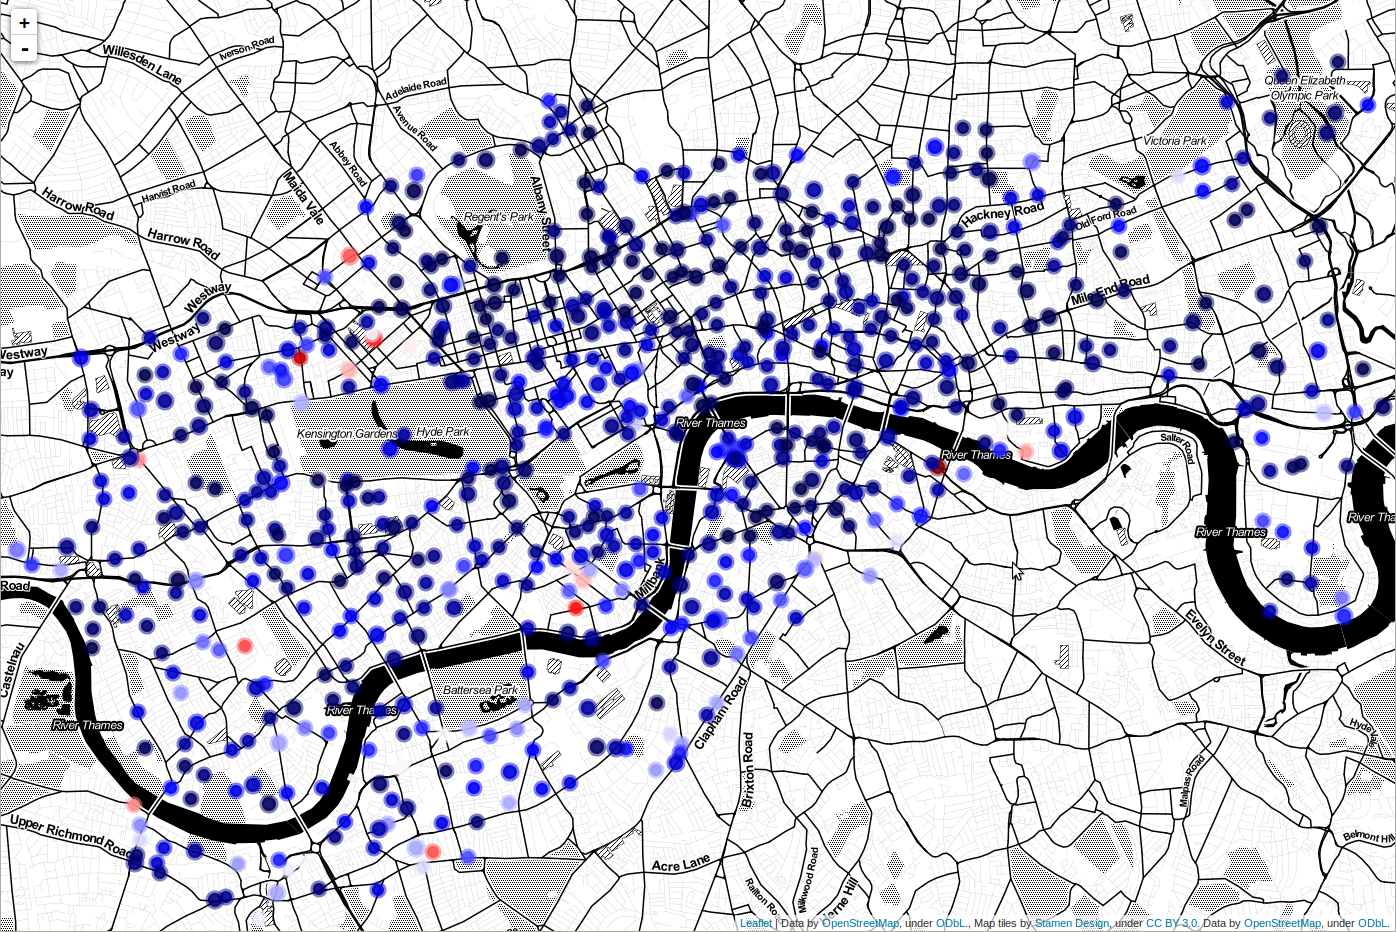 +
-
Willesden Lane
Iverson Road
Adelaide Road
Avenue Road
Abbey Road
Maida Vale
Harrow Road
Harvist Road
Harrow Road
Westway
Westway
Westway
ay
Albany Street
Regent's Park
Queen Elizabeth
Olympic Park
Victoria Park
Hackney Road
Old Ford Road
Mile End Road
Kensington Gardens
Hyde Park
River Thames
River Thames
Salter Road
River Thames
River Tha
Road
Castelnau
Millbank
Evelyn Street
Battersea Park
River Thames
River Thames
Clapham Road
Brixton Road
Upper Richmond Road
Acre Lane
Railton Ro
Milkwood Road
Herne Hill
Malpas Road
Hyde Vale
Belmont Hill
Leaflet | Data by OpenStreetMap, under ODbL., Map tiles by Stamen Design, under CC BY 3.0. Data by OpenStreetMap, under ODbL.